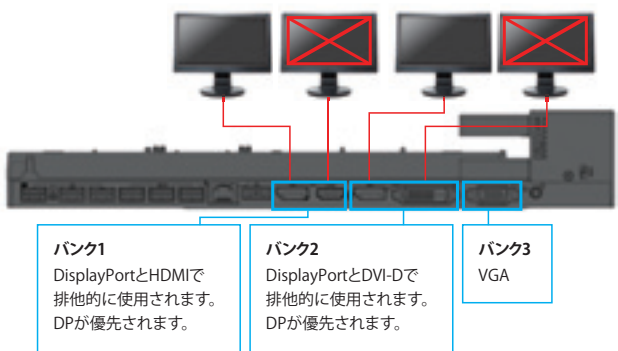 バンク1
DisplayPortとHDMIで
排他的に使用されます。
DPが優先されます。
バンク2
DisplayPortとDVI-Dで
排他的に使用されます。
DPが優先されます。
バンク3
VGA